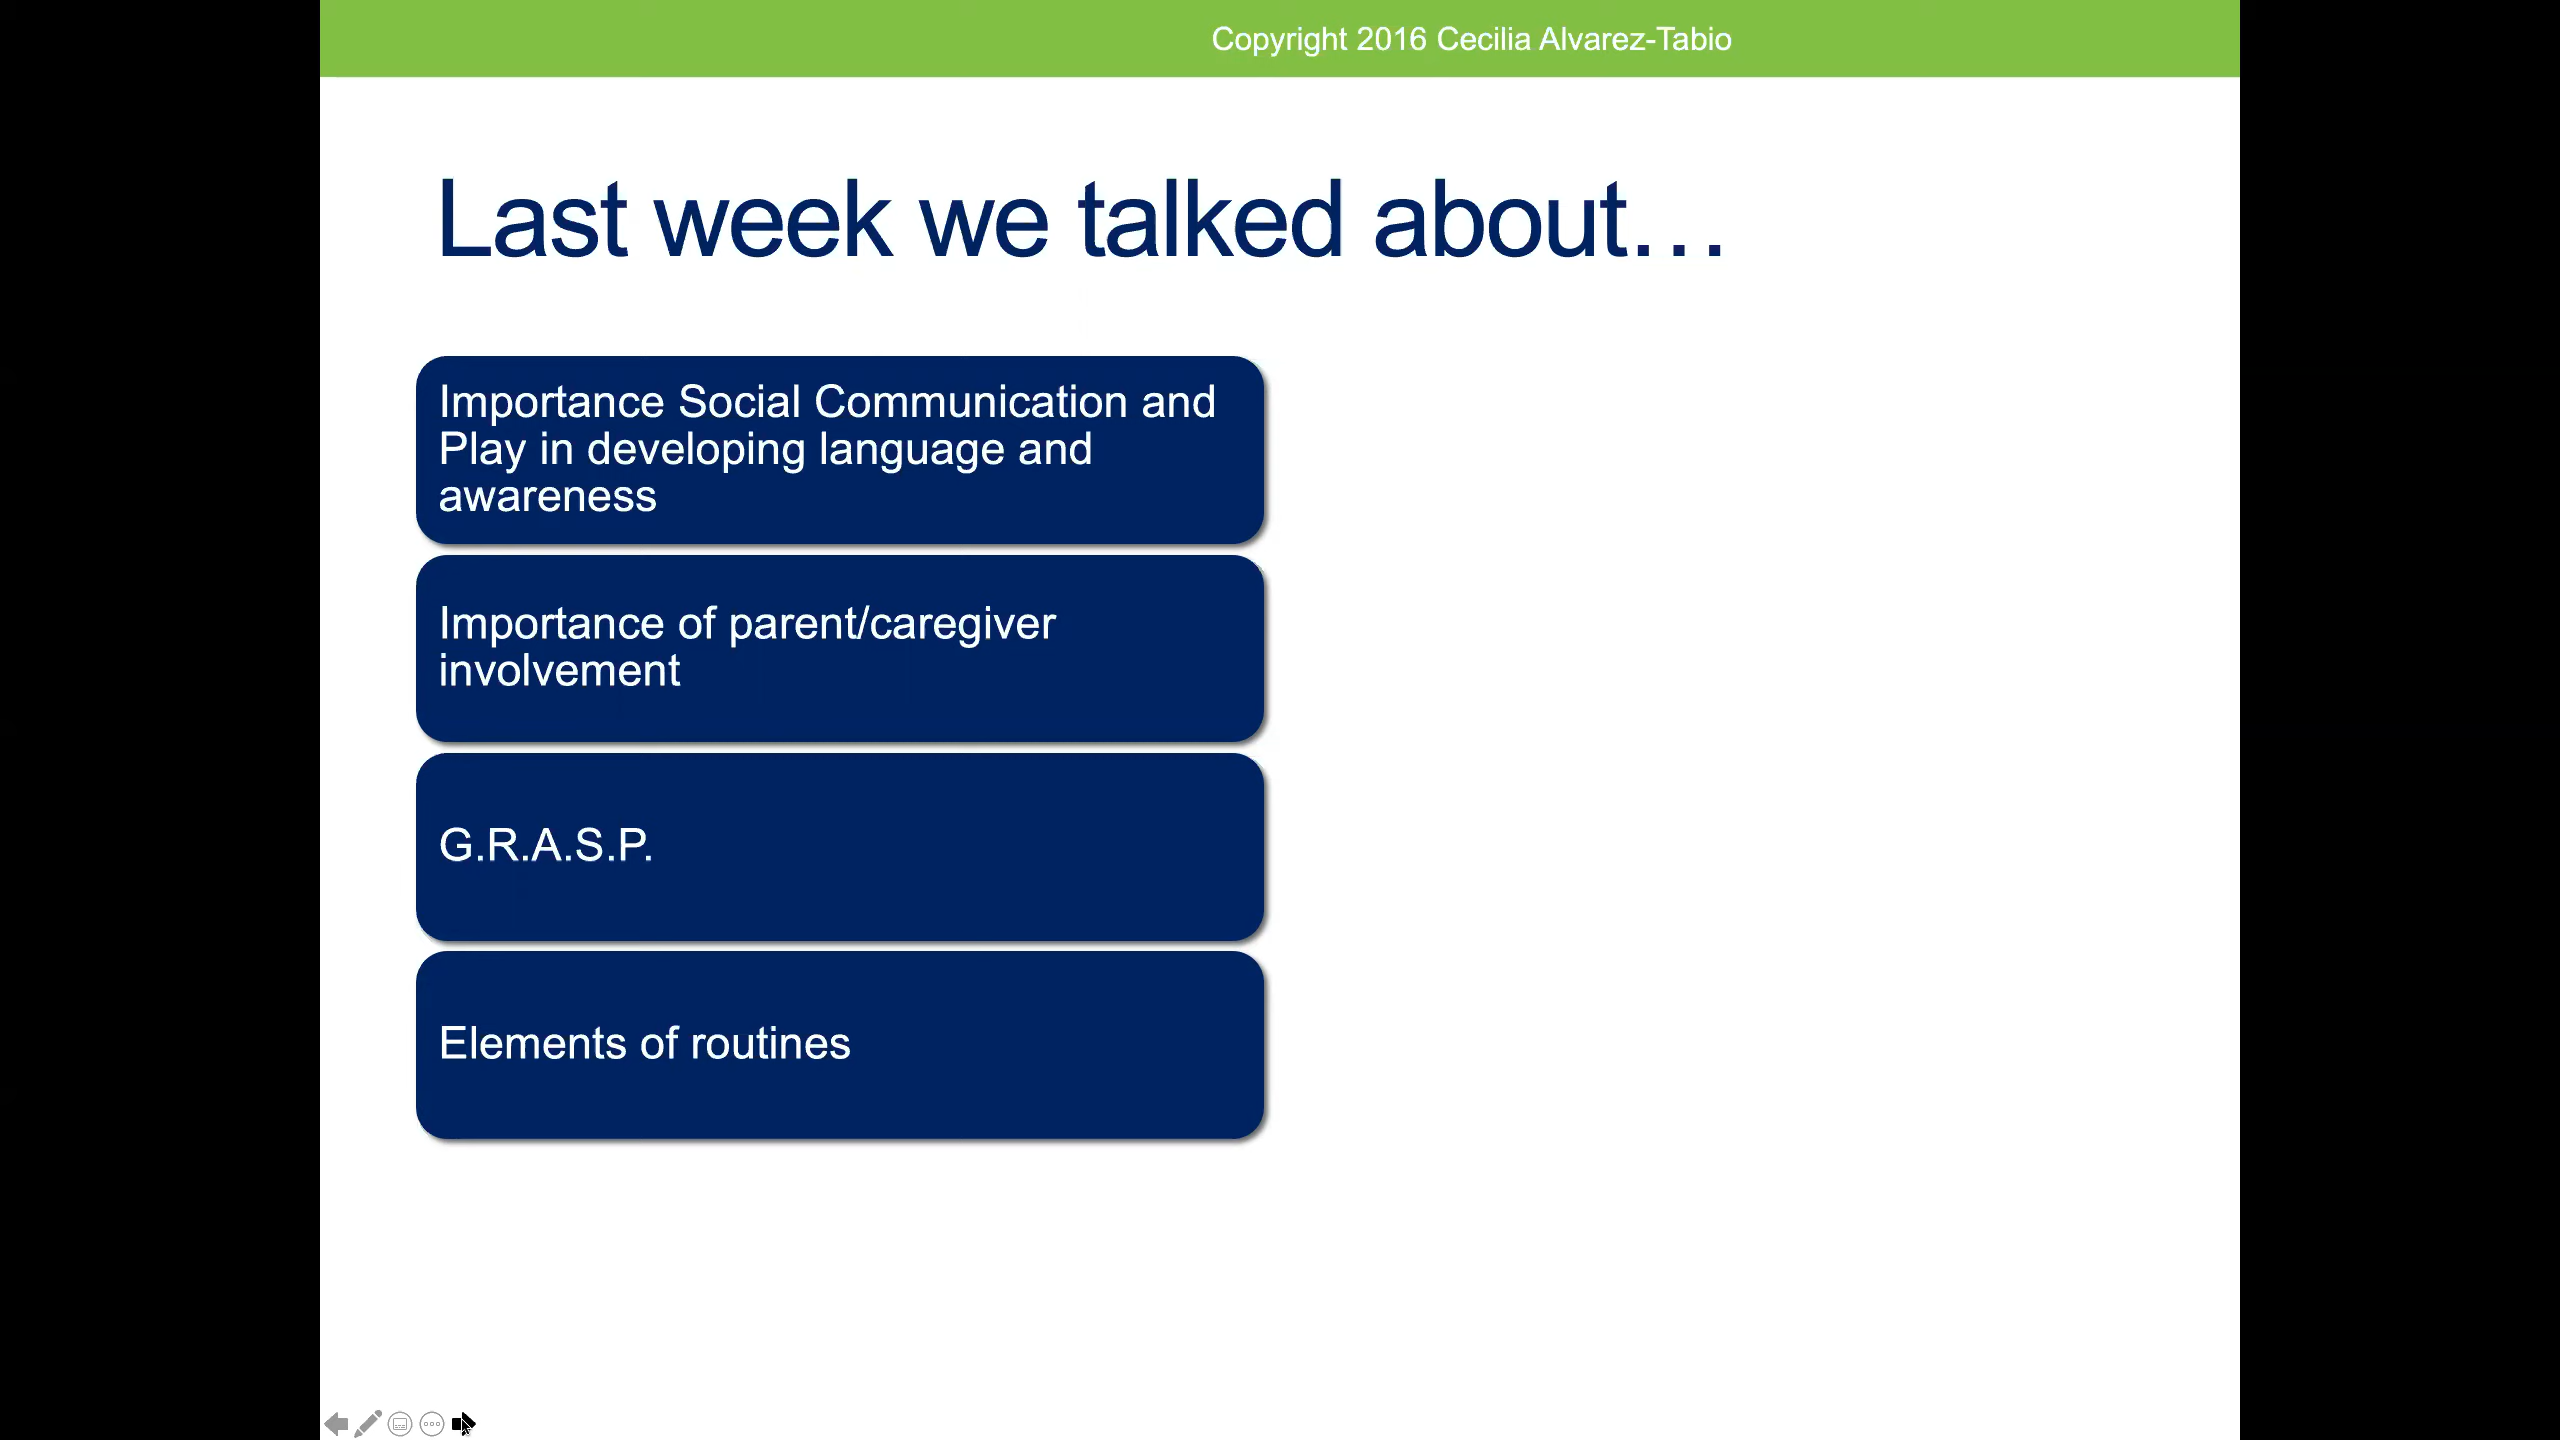 Copyright 2016 Cecilia Alvarez-Tabio
Last week we talked about…
Importance Social Communication and
Play in developing language and
awareness
Importance of parent/caregiver
involvement
G.R.A.S.P.
Elements of routines